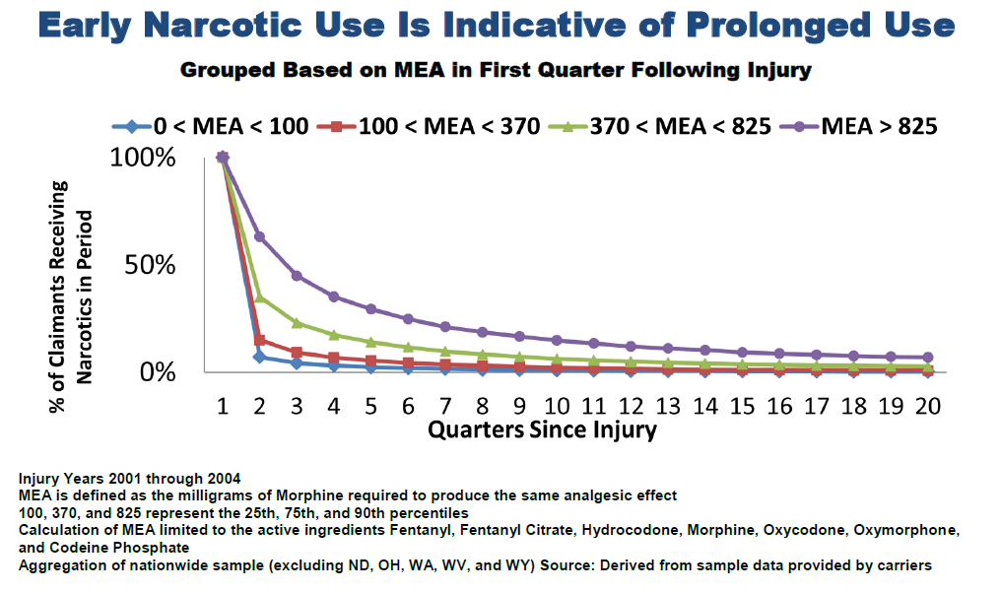 Early Narcotic Use Is Indicative of Prolonged Use
Grouped Based on MEA in First Quarter Following Injury
0 < MEA < 100 100 < MEA < 370 370 < MEA < 825 MEA > 825
% of Claimants Receiving
Narcotics in Period
100%
50%
0%
1 2 3 4 5 6 7 8 9 10 11 12 13 14 15 16 17 18 19 20
Quarters Since Injury
Injury Years 2001 through 2004
MEA is defined as the milligrams of Morphine required to produce the same analgesic effect
100, 370, and 825 represent the 25th, 75th, and 90th percentiles
Calculation of MEA limited to the active ingredients Fentanyl, Fentanyl Citrate, Hydrocodone, Morphine, Oxycodone, Oxymorphone,
and Codeine Phosphate
Aggregation of nationwide sample (excluding ND, OH, WA, WV, and WY) Source: Derived from sample data provided by carriers